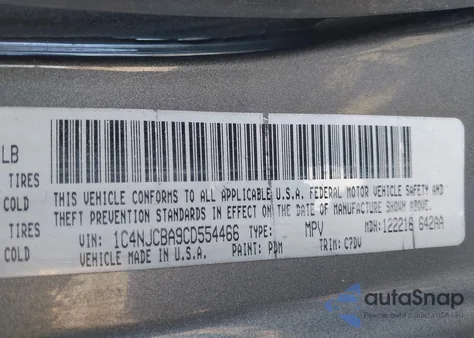 LB
TIRES
COLD
THIS VEHICLE CONFORMS TO ALL APPLICABLE U.S.A. FEDERAL MOTOR VEHICLE SAFETY AND
THEFT PREVENTION STANDARDS IN EFFECT ON THE DATE OF MANUFACTURE SHOWN ABOVE.
TIRES
COLD
VIN: 1C4NJCBA9CD554466 TYPE: MPV MDH: 122216 642AA
VEHICLE MADE IN U.S.A. PAINT: PDM TRIM: C7DV
autoSnap